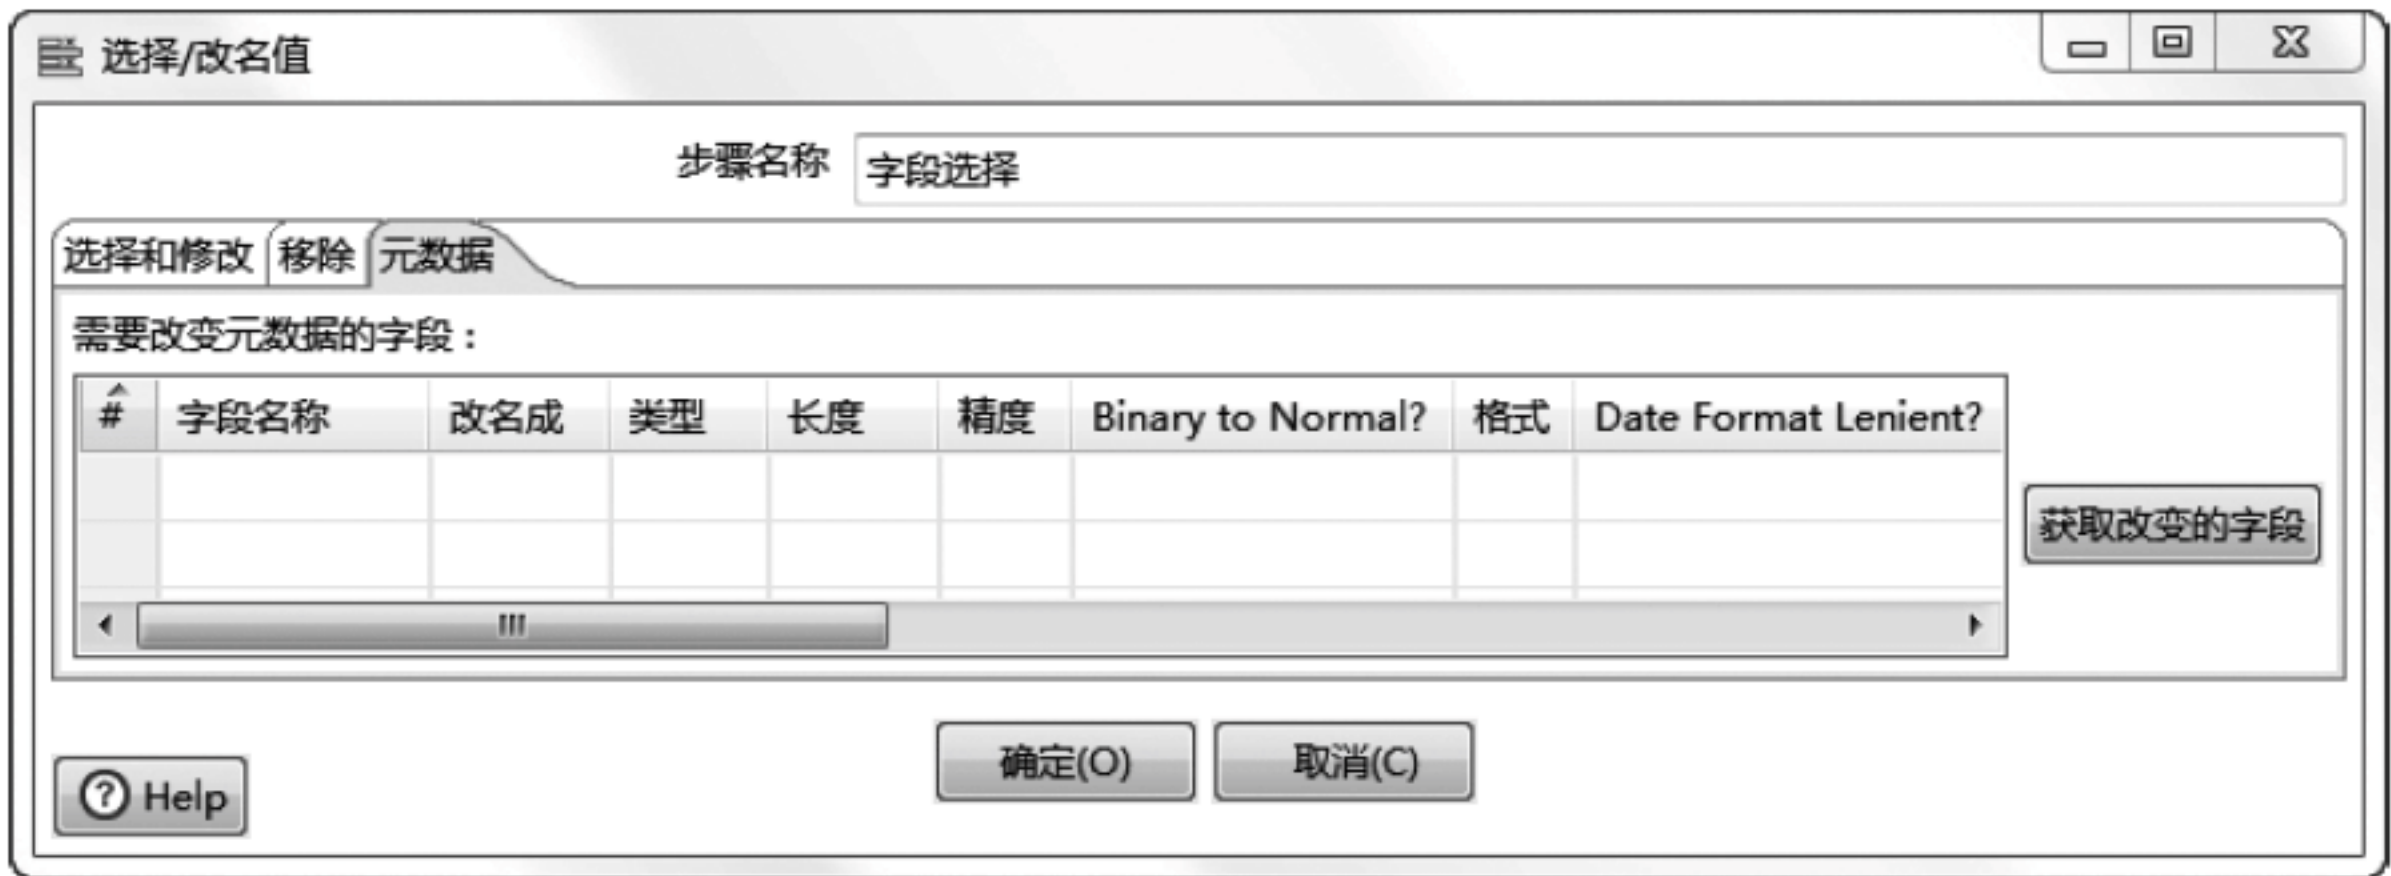 选择/改名值
步骤名称 字段选择
选择和修改 移除 元数据
需要改变元数据的字段：
# 字段名称 改名成 类型 长度 精度 Binary to Normal? 格式 Date Format Lenient?
获取改变的字段
确定(O) 取消(C)
Help